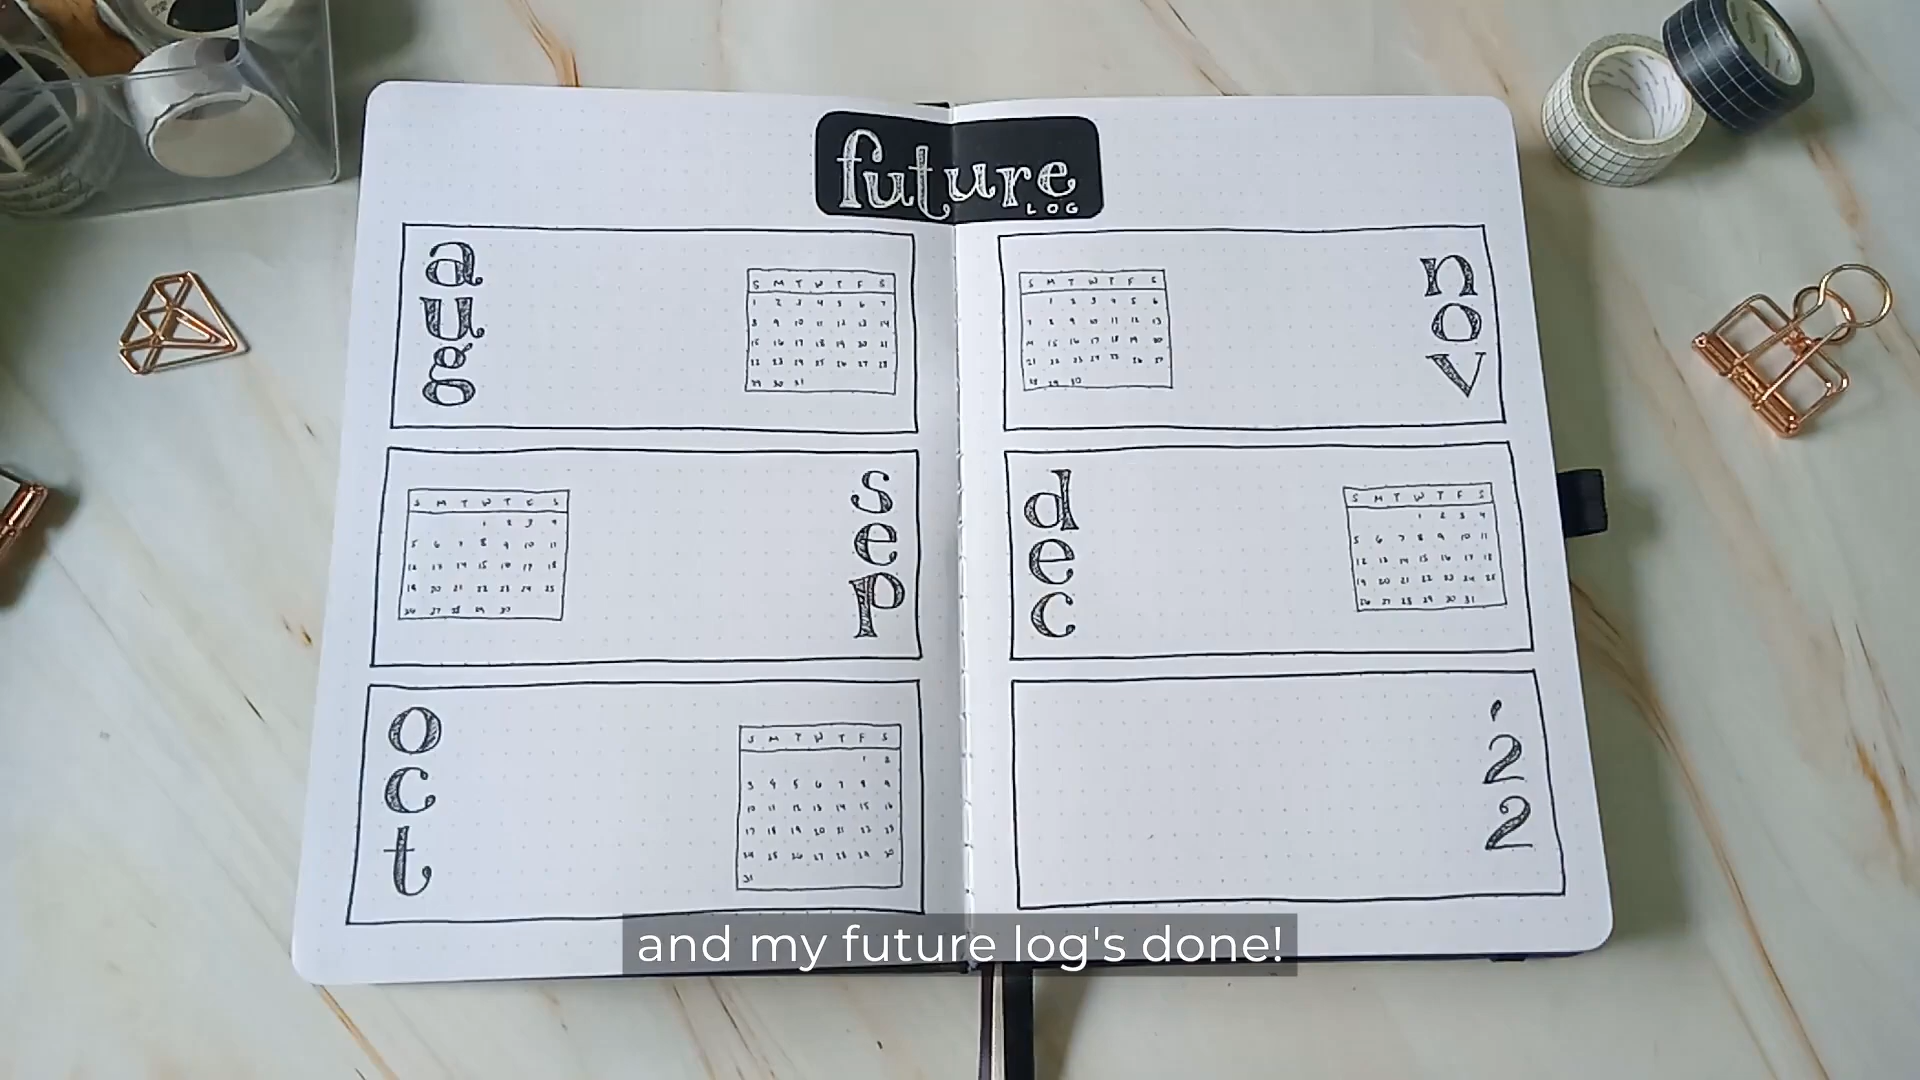 future
LOG
aug
S M T W T F S
1 2 3 4 5 6 7
8 9 10 11 12 13 14
15 16 17 18 19 20 21
22 23 24 25 26 27 28
29 30 31
sep
S M T W T F S
1 2 3 4
5 6 7 8 9 10 11
12 13 14 15 16 17 18
19 20 21 22 23 24 25
26 27 28 29 30
oct
S M T W T F S
1 2
3 4 5 6 7 8 9
10 11 12 13 14 15 16
17 18 19 20 21 22 23
24 25 26 27 28 29 30
31
nov
S M T W T F S
1 2 3 4 5 6
7 8 9 10 11 12 13
14 15 16 17 18 19 20
21 22 23 24 25 26 27
28 29 30
dec
S M T W T F S
1 2 3 4
5 6 7 8 9 10 11
12 13 14 15 16 17 18
19 20 21 22 23 24 25
26 27 28 29 30 31
'22
and my future log's done!